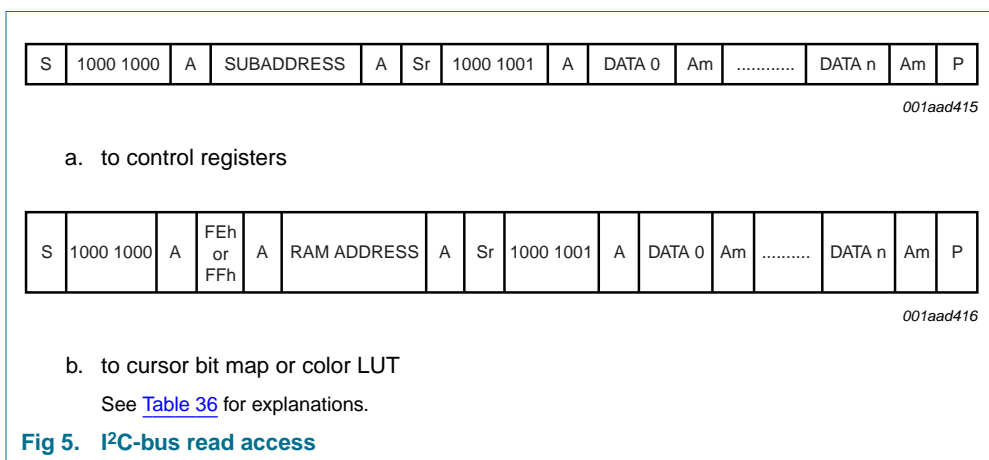 S 1000 1000 A SUBADDRESS A Sr 1000 1001 A DATA 0 Am ............ DATA n Am P
001aad415
a. to control registers
S 1000 1000 A FEh or FFh A RAM ADDRESS A Sr 1000 1001 A DATA 0 Am .......... DATA n Am P
001aad416
b. to cursor bit map or color LUT
See Table 36 for explanations.
Fig 5. I²C-bus read access